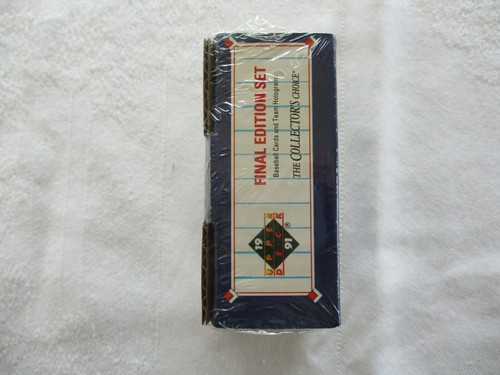 FINAL EDITION SET
Baseball Cards and Team Holograms
THE COLLECTOR'S CHOICE®
19 91
UPPER
DECK
®